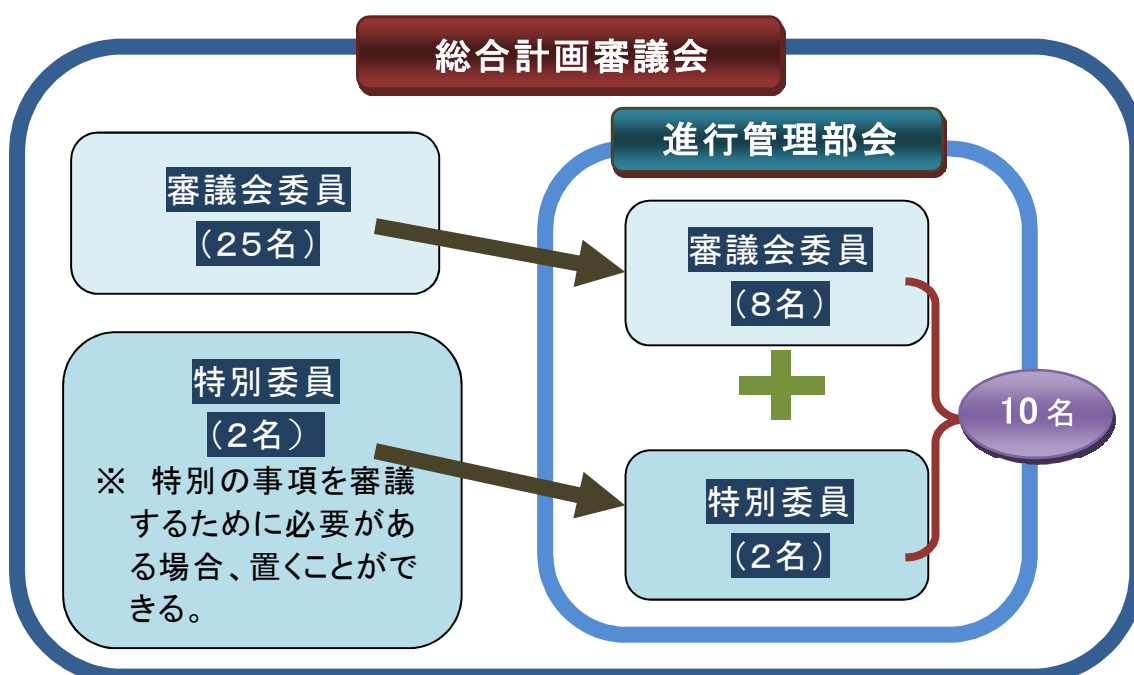 総合計画審議会
進行管理部会
審議会委員
（２５名）
特別委員
（２名）
※　特別の事項を審議
するために必要があ
る場合、置くことがで
きる。
審議会委員
（８名）
特別委員
（２名）
10 名